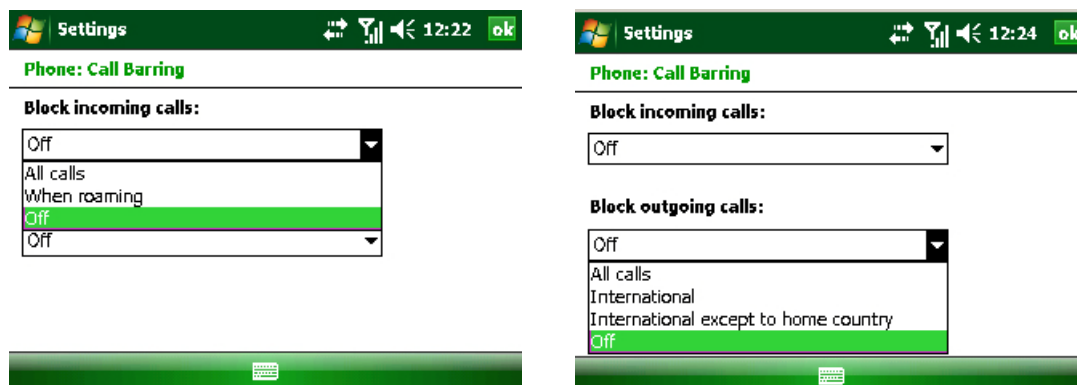 Settings 12:22 ok
Phone: Call Barring
Block incoming calls:
Off
All calls
When roaming
Off
Off
Settings 12:24 ok
Phone: Call Barring
Block incoming calls:
Off
Block outgoing calls:
Off
All calls
International
International except to home country
Off